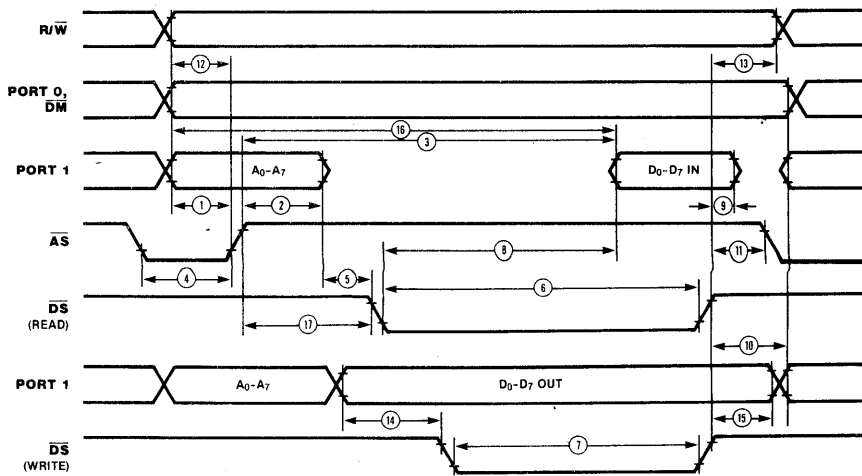 R/W̅
12
13
PORT 0,
D̅M̅
16
3
PORT 1
A₀–A₇
D₀–D₇ IN
1
2
9
A̅S̅
8
11
4
5
6
D̅S̅
(READ)
17
10
PORT 1
A₀–A₇
D₀–D₇ OUT
14
15
7
D̅S̅
(WRITE)